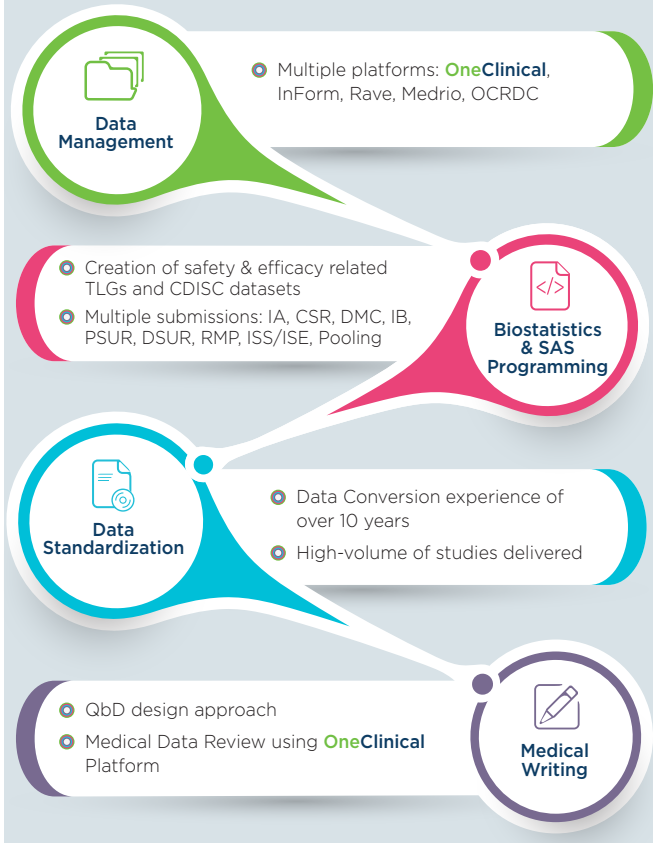 Data
Management
Multiple platforms: OneClinical,
InForm, Rave, Medrio, OCRDC
Creation of safety & efficacy related
TLGs and CDISC datasets
Multiple submissions: IA, CSR, DMC, IB,
PSUR, DSUR, RMP, ISS/ISE, Pooling
</>
Biostatistics
& SAS
Programming
Data
Standardization
Data Conversion experience of
over 10 years
High-volume of studies delivered
QbD design approach
Medical Data Review using OneClinical
Platform
Medical
Writing